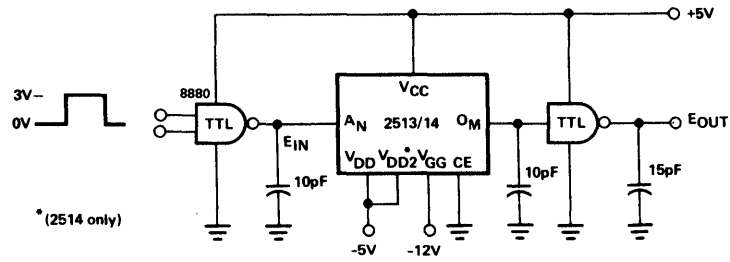 +5V
8880
3V–
0V
TTL
E_IN
10pF
V_CC
A_N 2513/14 O_M
V_DD V_DD2* V_GG CE
-5V
-12V
10pF
TTL
E_OUT
15pF
*(2514 only)